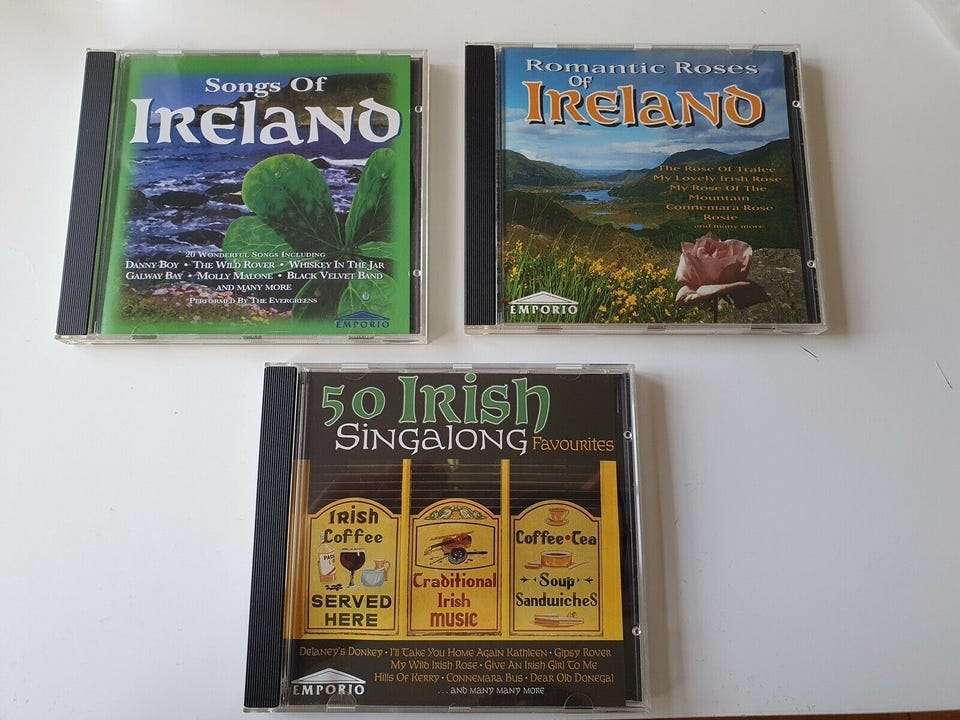 Songs Of
Ireland
20 Wonderful Songs Including
Danny Boy • The Wild Rover • Whiskey In The Jar
Galway Bay • Molly Malone • Black Velvet Band
and many more
Performed By The Evergreens
EMPORIO
Romantic Roses
Of
Ireland
The Rose Of Tralee
My Lovely Irish Rose
My Rose Of The
Mountain
Connemara Rose
Rosie
and many more
EMPORIO
50 Irish
Singalong Favourites
Irish
Coffee
SERVED
HERE
Traditional
Irish
MUSIC
Coffee • Tea
Soup
Sandwiches
Delaney's Donkey • I'll Take You Home Again Kathleen • Gipsy Rover
My Wild Irish Rose • Give An Irish Girl To Me
Hills Of Kerry • Connemara Bus • Dear Old Donegal
... and many many more
EMPORIO